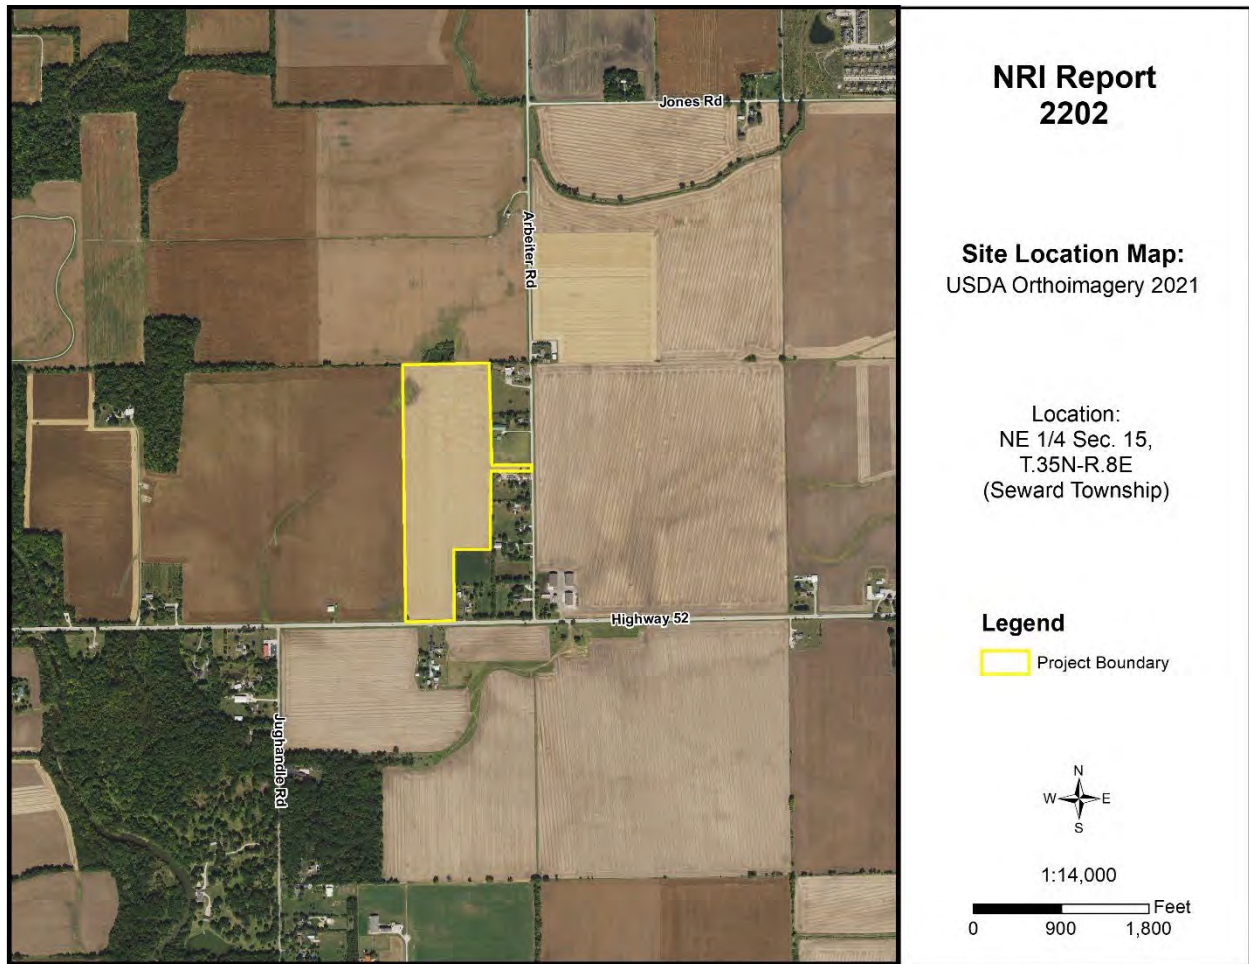 Jones Rd
Arbeiter Rd
Highway 52
Jughandle Rd
NRI Report
2202
Site Location Map:
USDA Orthoimagery 2021
Location:
NE 1/4 Sec. 15,
T.35N-R.8E
(Seward Township)
Legend
Project Boundary
N
W E
S
1:14,000
Feet
0 900 1,800